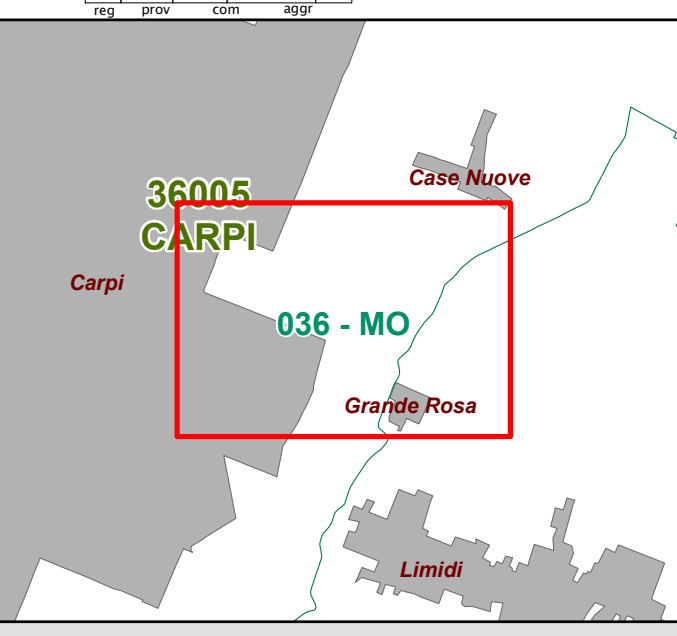 reg prov com aggr
Case Nuove
36005
CARPI
Carpi
036 - MO
Grande Rosa
Limidi